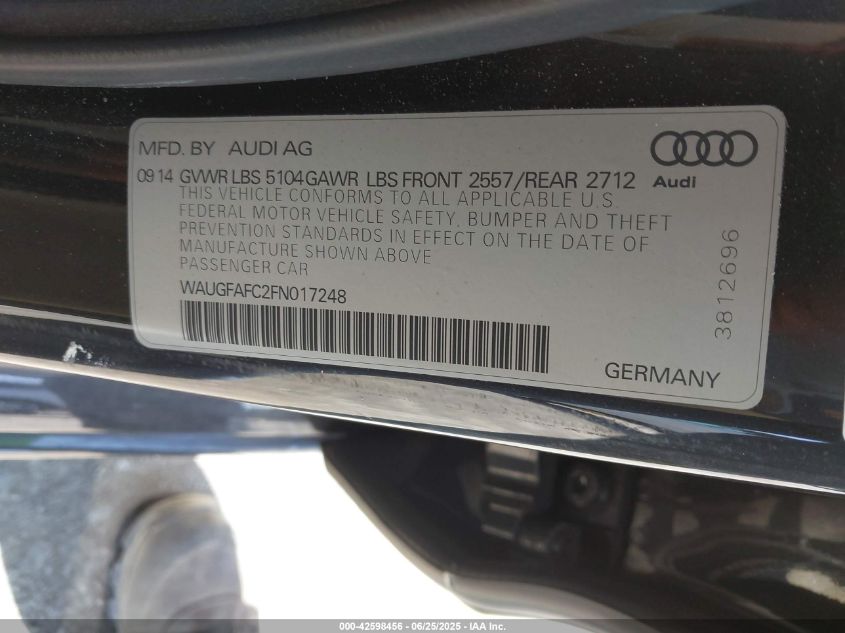 MFD. BY AUDI AG
09 14 GVWR LBS 5104 GAWR LBS FRONT 2557/REAR 2712
Audi
THIS VEHICLE CONFORMS TO ALL APPLICABLE U.S.
FEDERAL MOTOR VEHICLE SAFETY, BUMPER AND THEFT
PREVENTION STANDARDS IN EFFECT ON THE DATE OF
MANUFACTURE SHOWN ABOVE
PASSENGER CAR
WAUGFAFC2FN017248
3812696
GERMANY
000-42598456 - 06/25/2025 - IAA Inc.